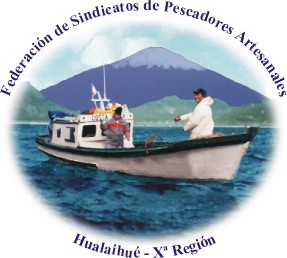 Federación de Sindicatos de Pescadores Artesanales
Hualaihué - Xª Región